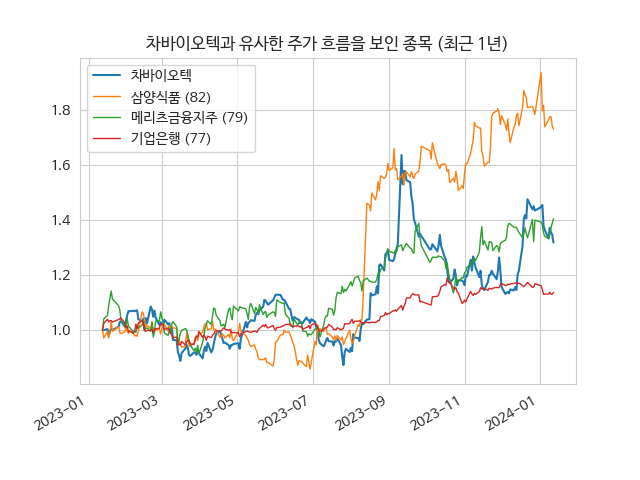 차바이오텍과 유사한 주가 흐름을 보인 종목 (최근 1년)
차바이오텍
삼양식품 (82)
메리츠금융지주 (79)
기업은행 (77)
1.8
1.6
1.4
1.2
1.0
2023-01
2023-03
2023-05
2023-07
2023-09
2023-11
2024-01